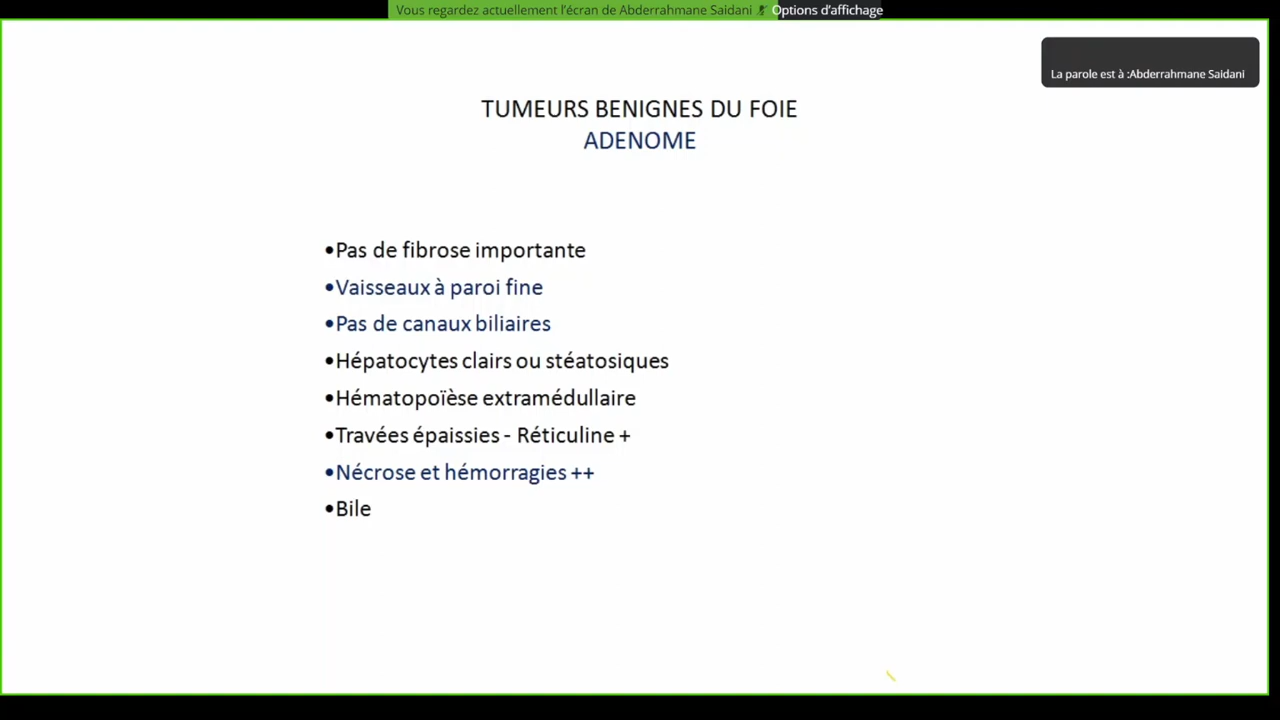 Vous regardez actuellement l'écran de Abderrahmane Saidani Options d'affichage
La parole est à :Abderrahmane Saidani
TUMEURS BENIGNES DU FOIE
ADENOME
•Pas de fibrose importante
•Vaisseaux à paroi fine
•Pas de canaux biliaires
•Hépatocytes clairs ou stéatosiques
•Hématopoïèse extramédullaire
•Travées épaissies - Réticuline +
•Nécrose et hémorragies ++
•Bile